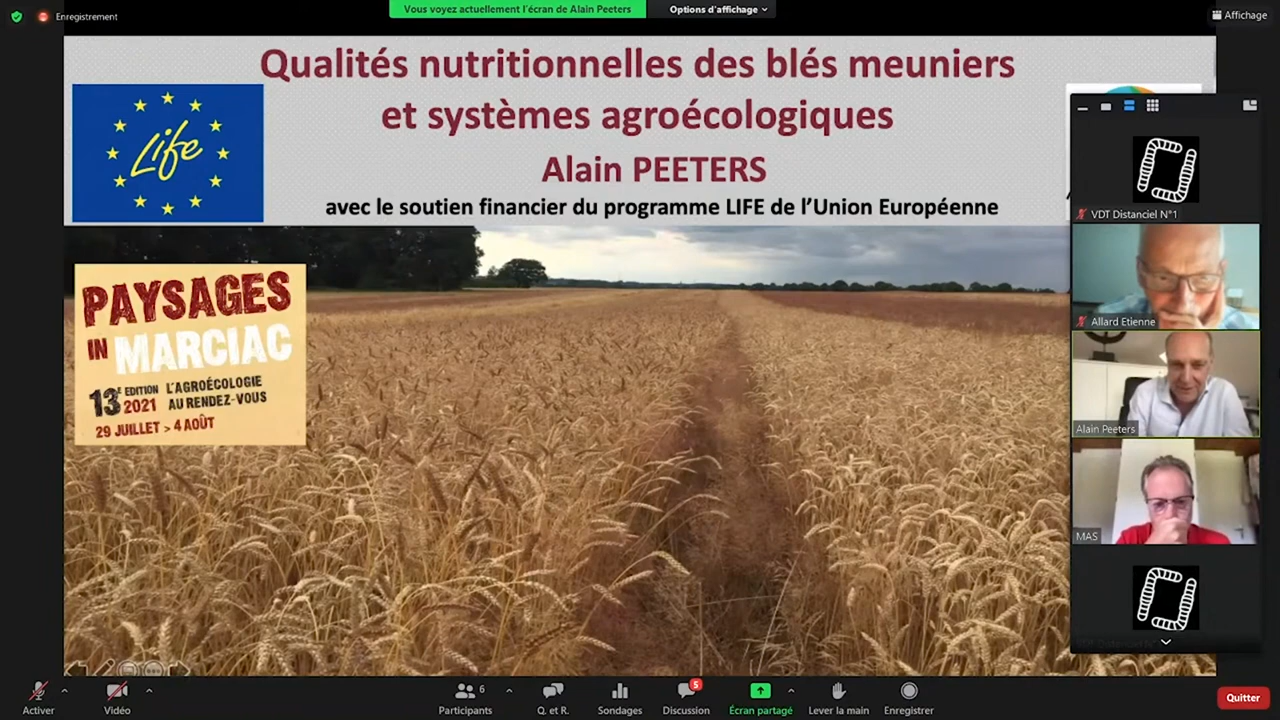 Enregistrement
Vous voyez actuellement l'écran de Alain Peeters
Options d'affichage
Affichage
Qualités nutritionnelles des blés meuniers
et systèmes agroécologiques
Alain PEETERS
avec le soutien financier du programme LIFE de l'Union Européenne
Life
PAYSAGES
IN MARCIAC
13E EDITION 2021
L'AGROÉCOLOGIE
AU RENDEZ-VOUS
29 JUILLET > 4 AOÛT
VDT Distanciel N°1
Allard Etienne
Alain Peeters
MAS
Activer
Vidéo
6
Participants
Q. et R.
Sondages
5
Discussion
Écran partagé
Lever la main
Enregistrer
Quitter